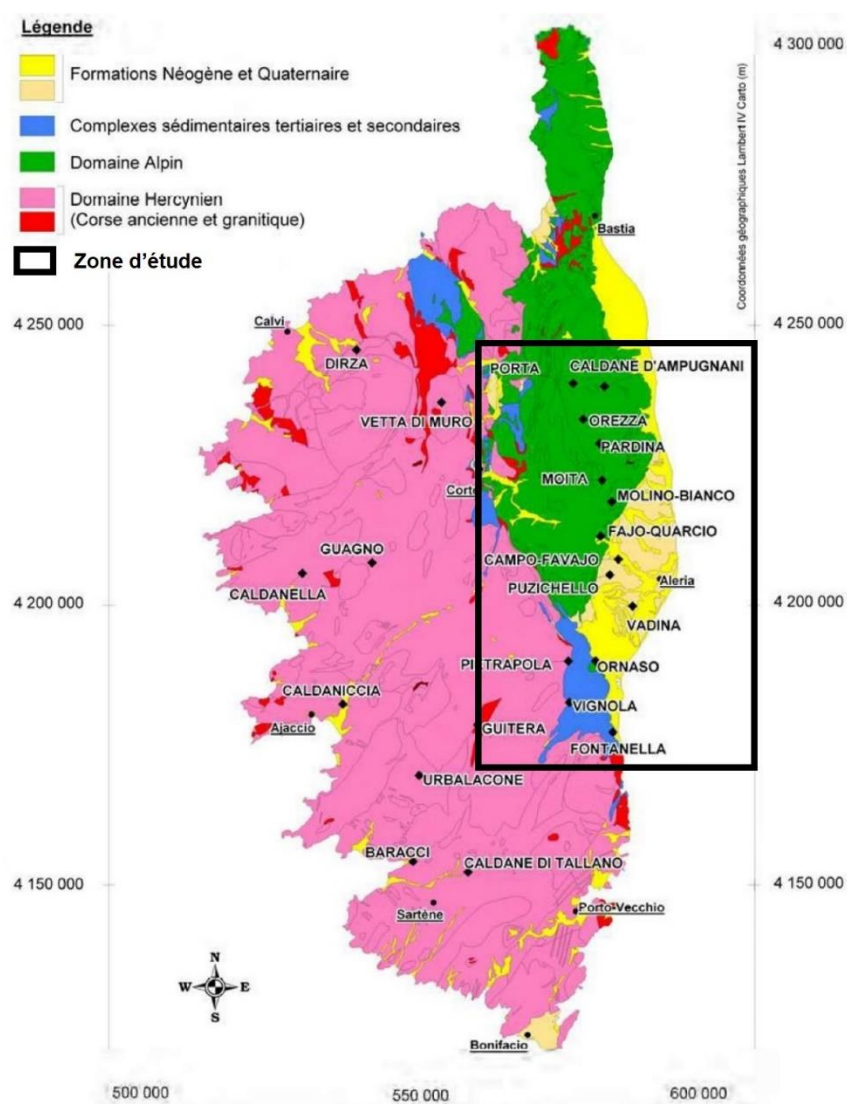 Légende
Formations Néogène et Quaternaire
Complexes sédimentaires tertiaires et secondaires
Domaine Alpin
Domaine Hercynien
(Corse ancienne et granitique)
Zone d'étude
Coordonnées géographiques Lambert IV Carto (m)
4 300 000
Bastia
4 250 000
4 250 000
Calvi
DIRZA
PORTA
CALDANE D'AMPUGNANI
VETTA DI MURO
OREZZA
PARDINA
MOITA
Corte
MOLINO-BIANCO
FAJO-QUARCIO
GUAGNO
CAMPO-FAVAJO
CALDANELLA
PUZICHELLO
Aleria
4 200 000
4 200 000
VADINA
PIETRAPOLA
ORNASO
CALDANICCIA
VIGNOLA
Ajaccio
GUITERA
FONTANELLA
URBALACONE
BARACCI
CALDANE DI TALLANO
4 150 000
4 150 000
Sartène
Porto-Vecchio
N
W E
S
Bonifacio
500 000
550 000
600 000